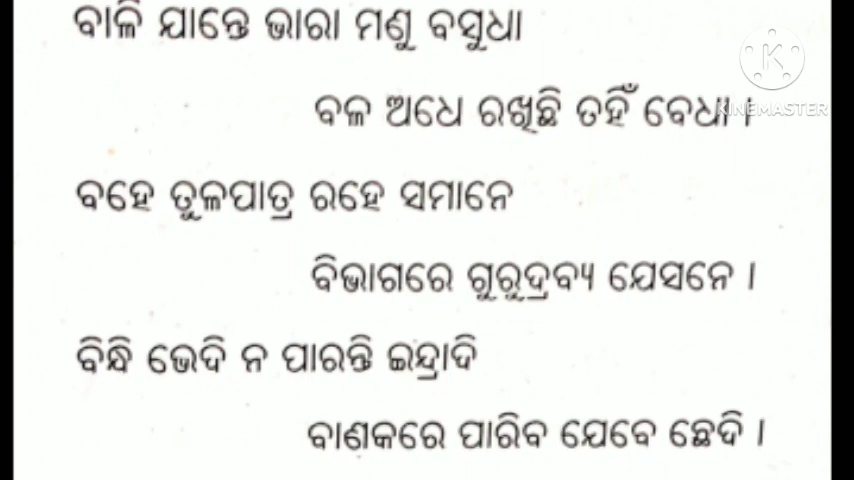 ବାଳି ଯାନ୍ତେ ଭାରା ମଣୁ ବସୁଧା
ବଳ ଅଧେ ରଖିଛି ତହିଁ ବେଧା ।
ବହେ ତୁଳପାତ୍ର ରହେ ସମାନେ
ବିଭାଗରେ ଗୁରୁଦ୍ରବ୍ୟ ଯେସନେ ।
ବିନ୍ଧି ଭେଦି ନ ପାରନ୍ତି ଇନ୍ଦ୍ରାଦି
ବାଣକରେ ପାରିବ ଯେବେ ଛେଦି ।
K
KINEMASTER